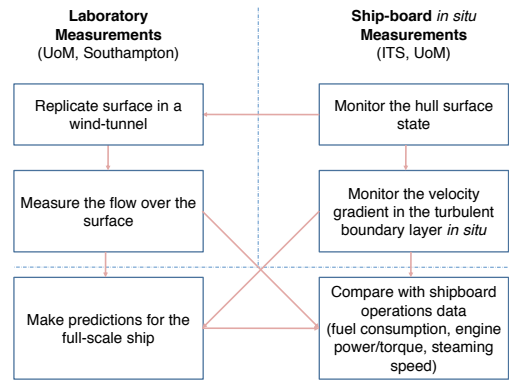 Laboratory
Measurements
(UoM, Southampton)
Ship-board in situ
Measurements
(ITS, UoM)
Replicate surface in a
wind-tunnel
Monitor the hull surface
state
Measure the flow over the
surface
Monitor the velocity
gradient in the turbulent
boundary layer in situ
Make predictions for the
full-scale ship
Compare with shipboard
operations data
(fuel consumption, engine
power/torque, steaming
speed)